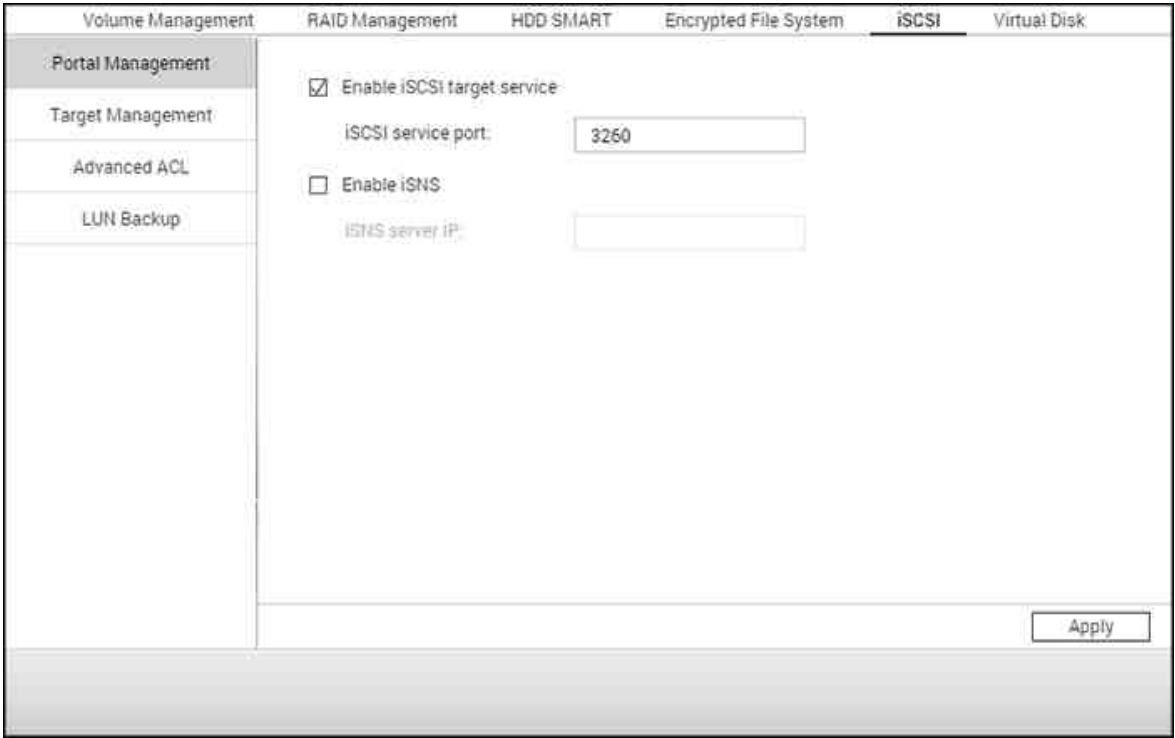 Volume Management RAID Management HDD SMART Encrypted File System iSCSI Virtual Disk
Portal Management
Enable iSCSI target service
Target Management
iSCSI service port: 3260
Advanced ACL
Enable iSNS
LUN Backup
iSNS server IP:
Apply